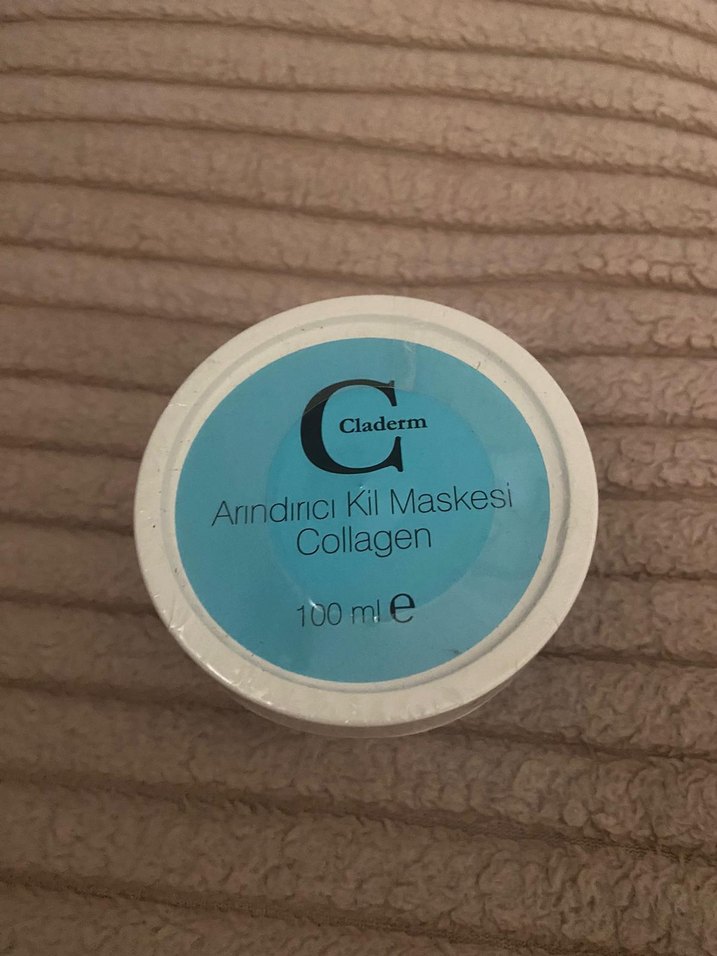 C
Claderm
Arındırıcı Kil Maskesi
Collagen
100 ml ℮